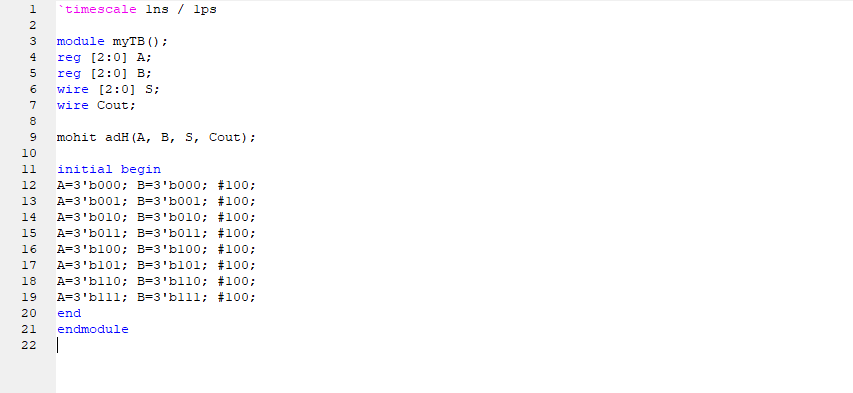 1 `timescale 1ns / 1ps
2
3 module myTB();
4 reg [2:0] A;
5 reg [2:0] B;
6 wire [2:0] S;
7 wire Cout;
8
9 mohit adH(A, B, S, Cout);
10
11 initial begin
12 A=3'b000; B=3'b000; #100;
13 A=3'b001; B=3'b001; #100;
14 A=3'b010; B=3'b010; #100;
15 A=3'b011; B=3'b011; #100;
16 A=3'b100; B=3'b100; #100;
17 A=3'b101; B=3'b101; #100;
18 A=3'b110; B=3'b110; #100;
19 A=3'b111; B=3'b111; #100;
20 end
21 endmodule
22